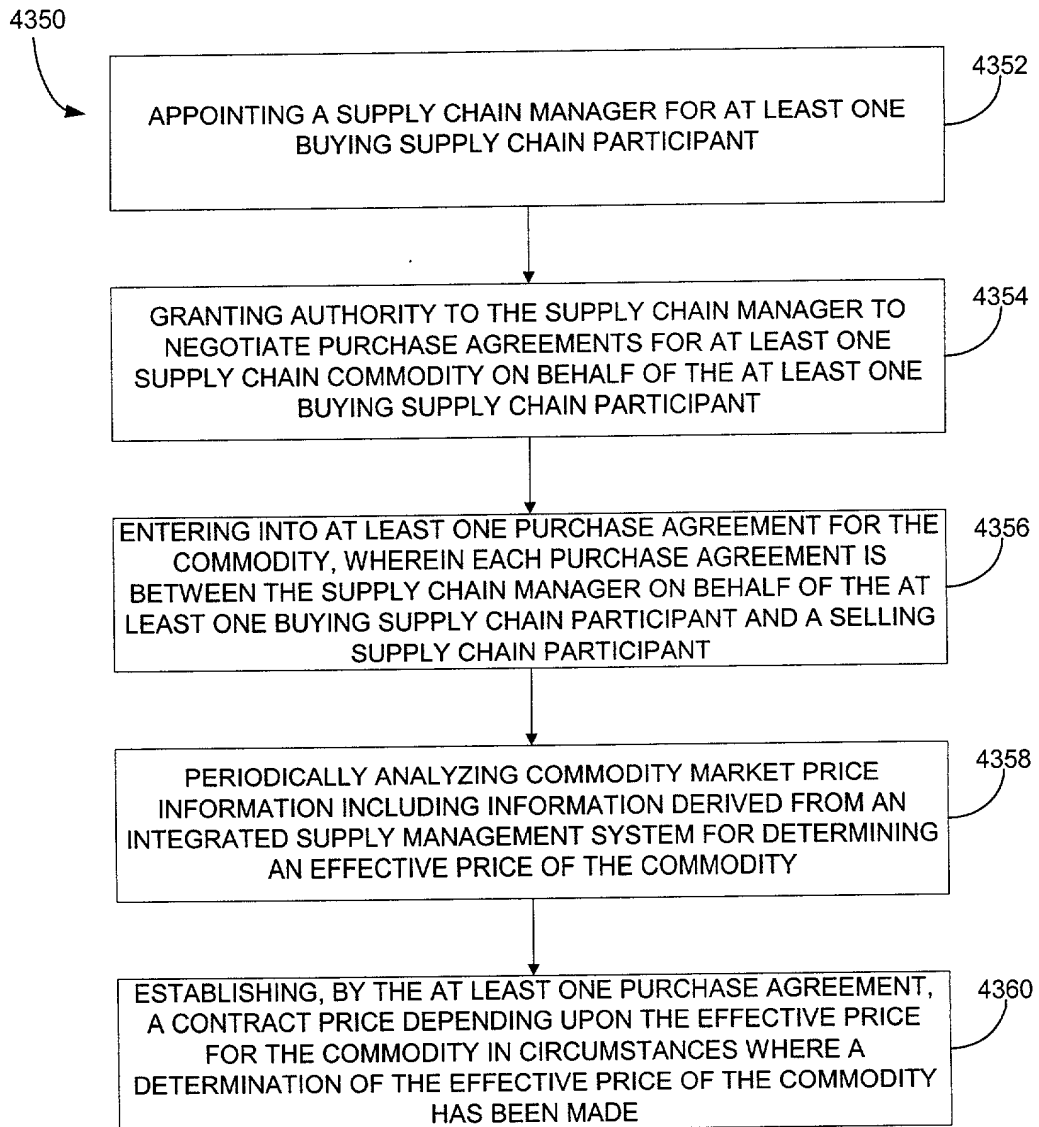 4350
4352
APPOINTING A SUPPLY CHAIN MANAGER FOR AT LEAST ONE
BUYING SUPPLY CHAIN PARTICIPANT
4354
GRANTING AUTHORITY TO THE SUPPLY CHAIN MANAGER TO
NEGOTIATE PURCHASE AGREEMENTS FOR AT LEAST ONE
SUPPLY CHAIN COMMODITY ON BEHALF OF THE AT LEAST ONE
BUYING SUPPLY CHAIN PARTICIPANT
4356
ENTERING INTO AT LEAST ONE PURCHASE AGREEMENT FOR THE
COMMODITY, WHEREIN EACH PURCHASE AGREEMENT IS
BETWEEN THE SUPPLY CHAIN MANAGER ON BEHALF OF THE AT
LEAST ONE BUYING SUPPLY CHAIN PARTICIPANT AND A SELLING
SUPPLY CHAIN PARTICIPANT
4358
PERIODICALLY ANALYZING COMMODITY MARKET PRICE
INFORMATION INCLUDING INFORMATION DERIVED FROM AN
INTEGRATED SUPPLY MANAGEMENT SYSTEM FOR DETERMINING
AN EFFECTIVE PRICE OF THE COMMODITY
4360
ESTABLISHING, BY THE AT LEAST ONE PURCHASE AGREEMENT,
A CONTRACT PRICE DEPENDING UPON THE EFFECTIVE PRICE
FOR THE COMMODITY IN CIRCUMSTANCES WHERE A
DETERMINATION OF THE EFFECTIVE PRICE OF THE COMMODITY
HAS BEEN MADE